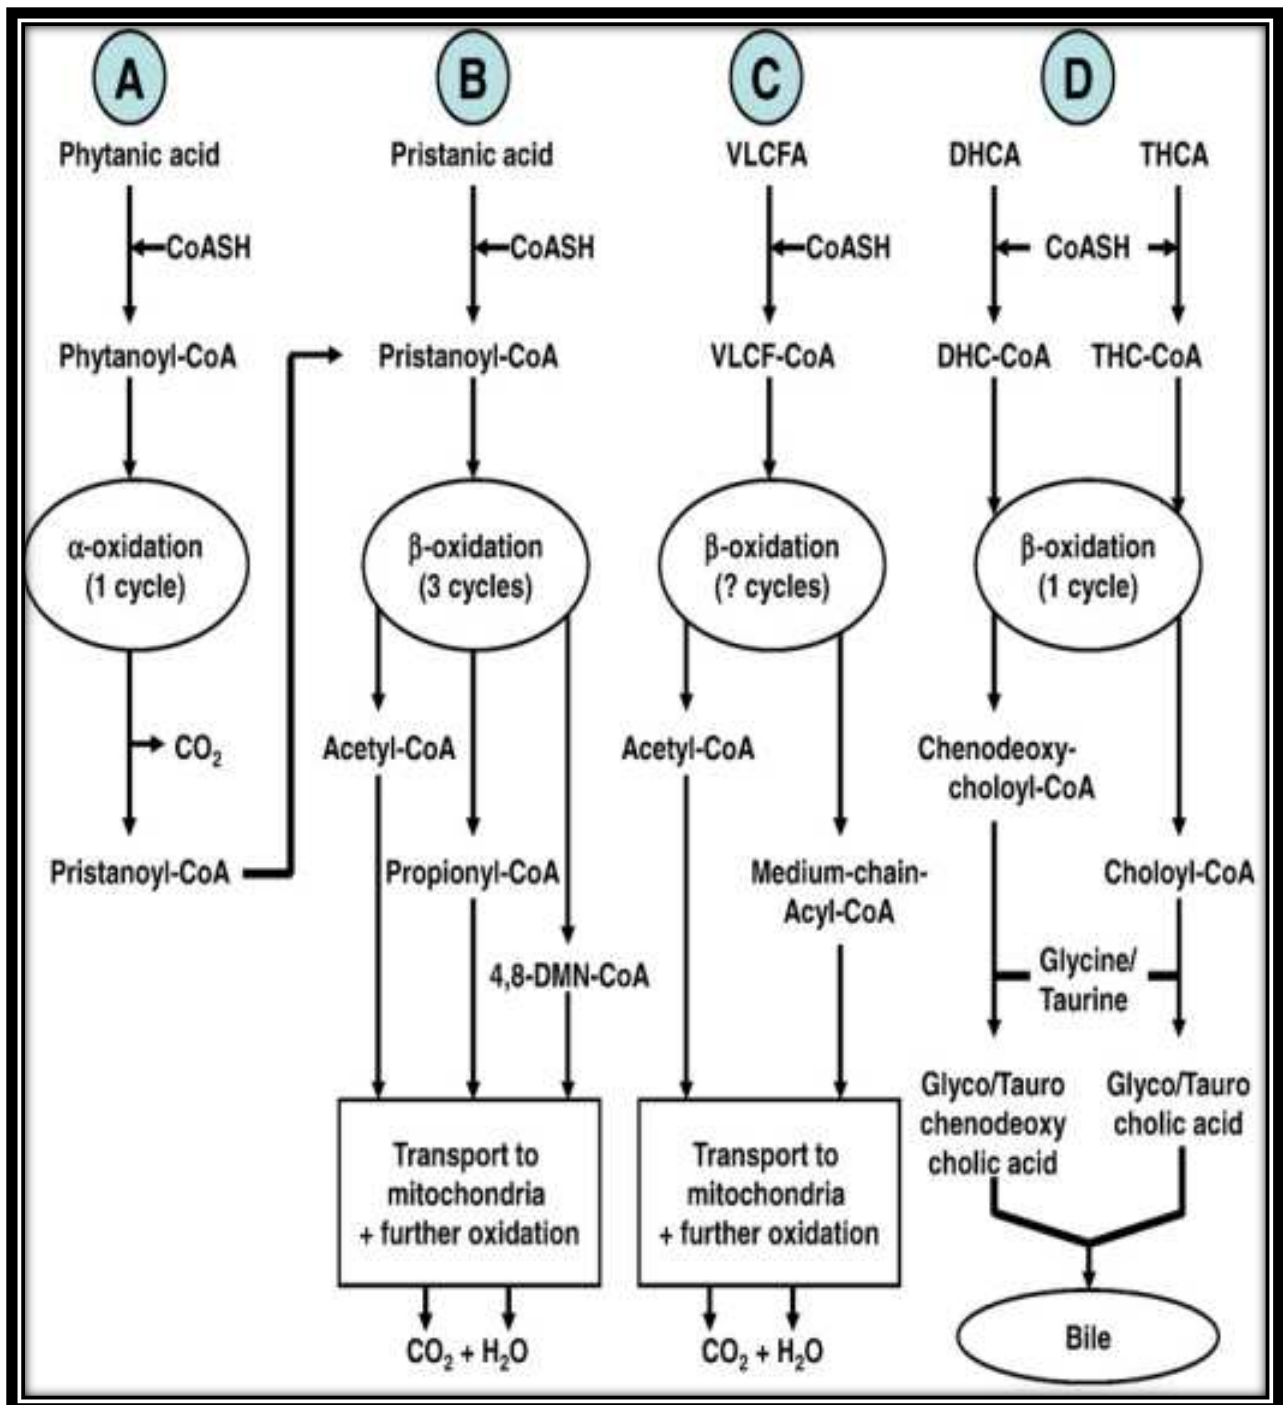 A
Phytanic acid
CoASH
Phytanoyl-CoA
α-oxidation
(1 cycle)
CO₂
Pristanoyl-CoA
B
Pristanic acid
CoASH
Pristanoyl-CoA
β-oxidation
(3 cycles)
Acetyl-CoA
Propionyl-CoA
4,8-DMN-CoA
Transport to
mitochondria
+ further oxidation
CO₂ + H₂O
C
VLCFA
CoASH
VLCF-CoA
β-oxidation
(? cycles)
Acetyl-CoA
Medium-chain-
Acyl-CoA
Transport to
mitochondria
+ further oxidation
CO₂ + H₂O
D
DHCA
THCA
CoASH
DHC-CoA
THC-CoA
β-oxidation
(1 cycle)
Chenodeoxy-
choloyl-CoA
Choloyl-CoA
Glycine/
Taurine
Glyco/Tauro
chenodeoxy
cholic acid
Glyco/Tauro
cholic acid
Bile